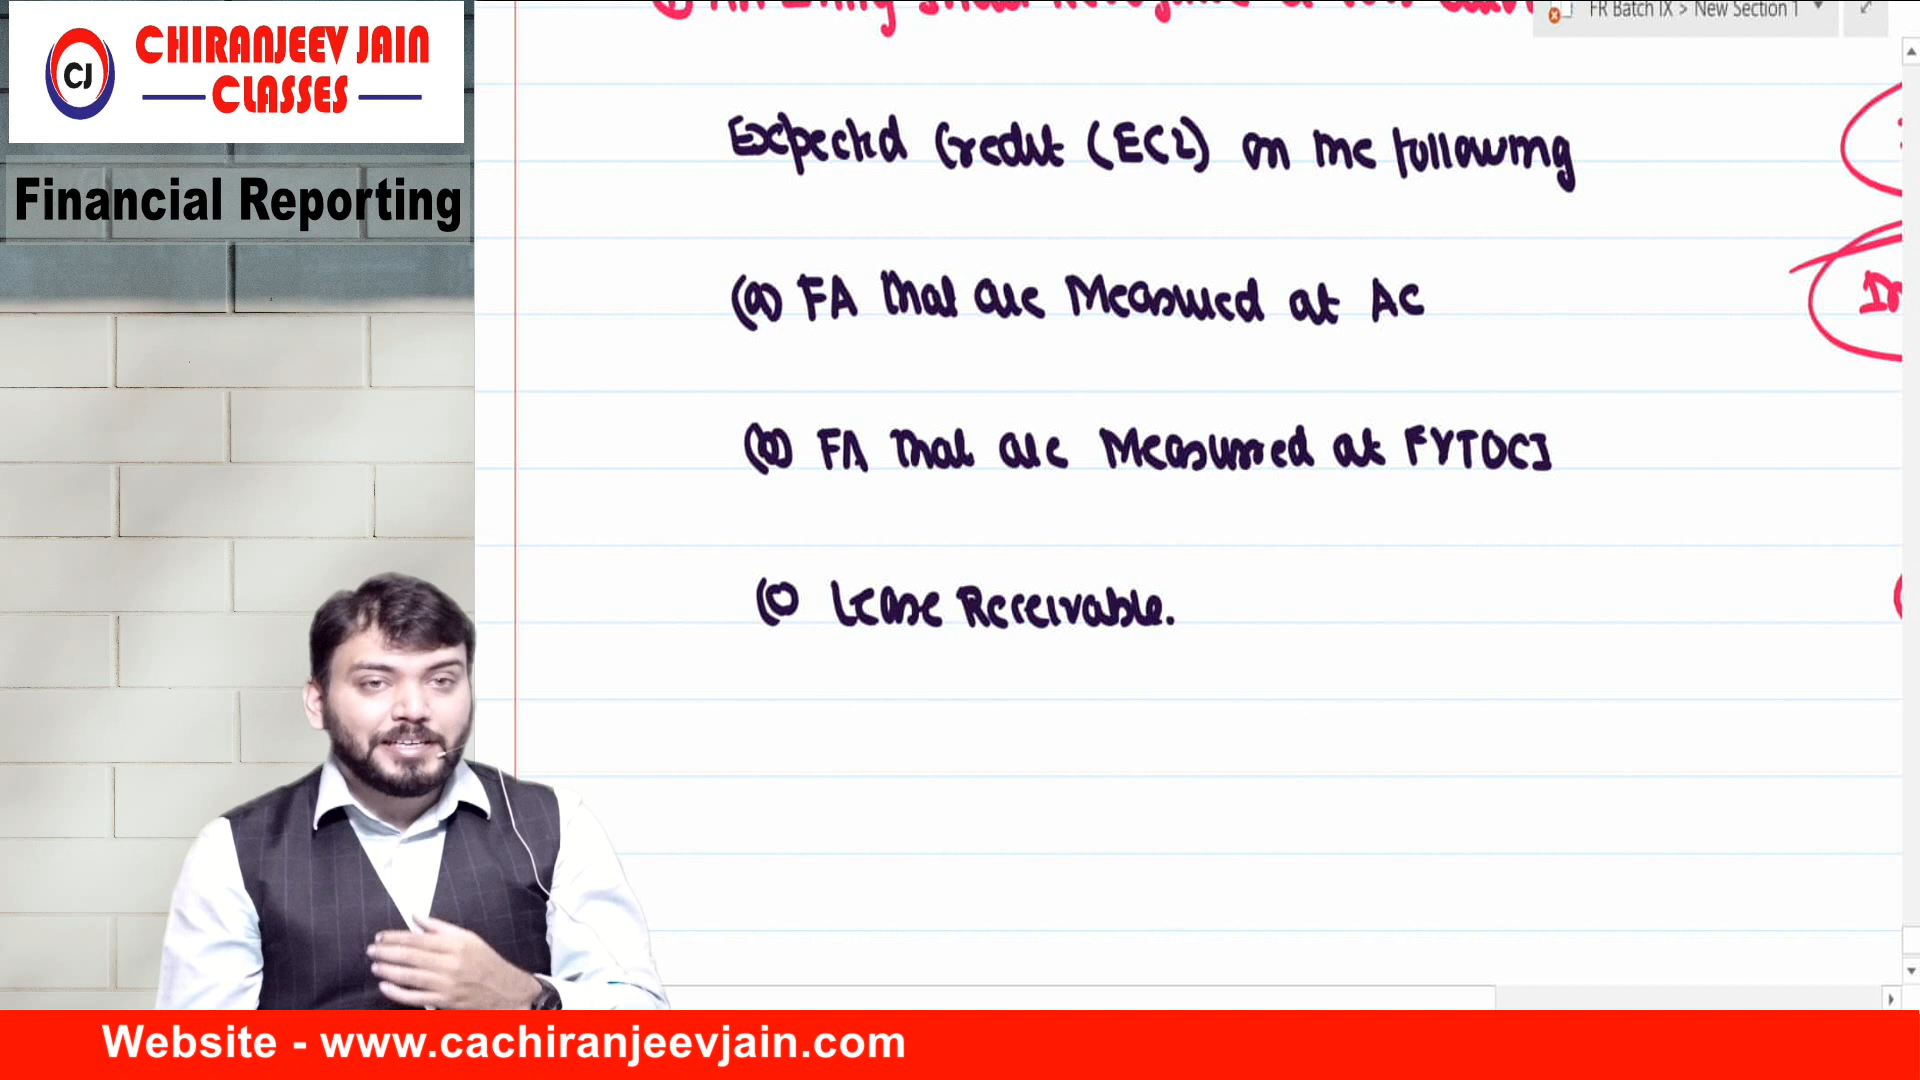 CHIRANJEEV JAIN
CLASSES
CJ
Financial Reporting
FR Batch IX > New Section 1
Expected Credit (ECL) on the following
(a) FA that are Measured at AC
(b) FA that are Measured at FVTOCI
(c) Lease Receivable.
Website - www.cachiranjeevjain.com